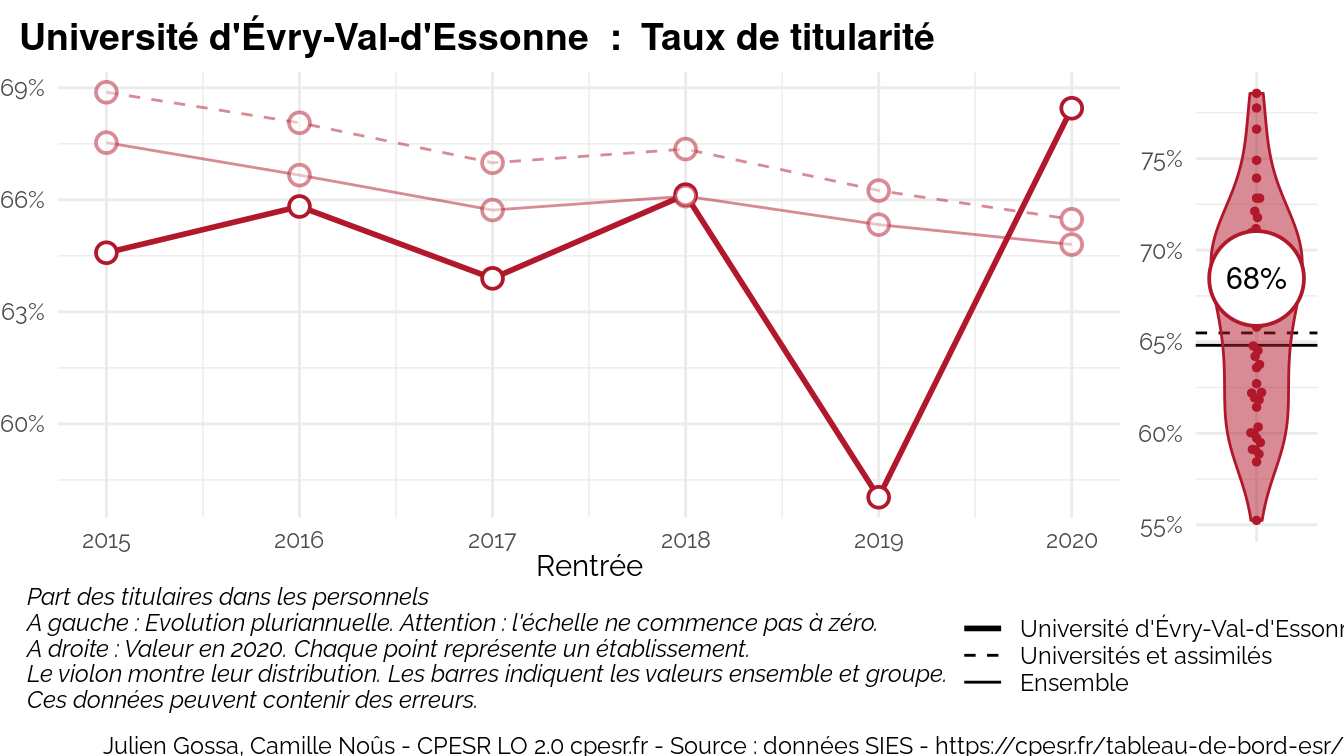 Université d'Évry-Val-d'Essonne : Taux de titularité
69%
66%
63%
60%
2015 2016 2017 2018 2019 2020
Rentrée
75%
70%
65%
60%
55%
68%
Part des titulaires dans les personnels
A gauche : Evolution pluriannuelle. Attention : l'échelle ne commence pas à zéro.
A droite : Valeur en 2020. Chaque point représente un établissement.
Le violon montre leur distribution. Les barres indiquent les valeurs ensemble et groupe.
Ces données peuvent contenir des erreurs.
Université d'Évry-Val-d'Essonn
Universités et assimilés
Ensemble
Julien Gossa, Camille Noûs - CPESR LO 2.0 cpesr.fr - Source : données SIES - https://cpesr.fr/tableau-de-bord-esr/